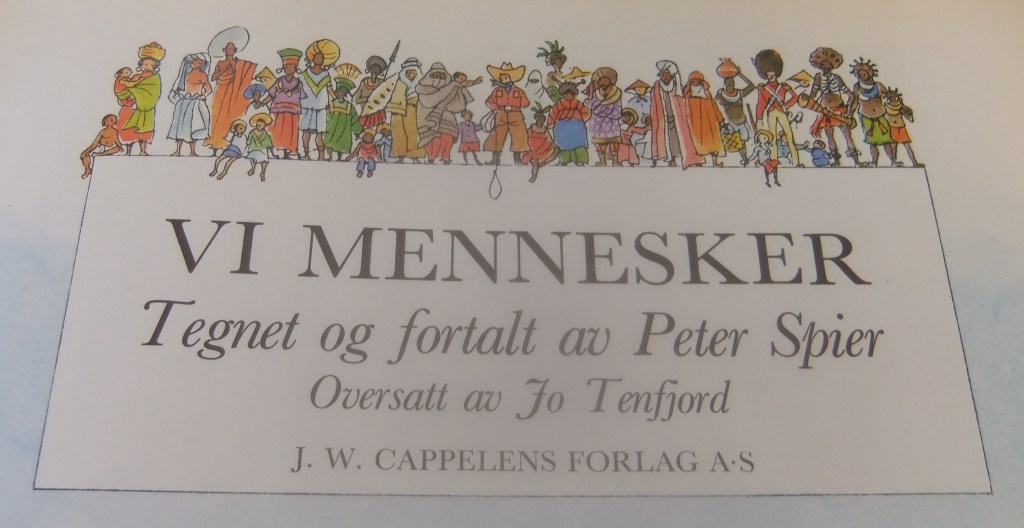 VI MENNESKER
Tegnet og fortalt av Peter Spier
Oversatt av Jo Tenfjord
J. W. CAPPELENS FORLAG A·S